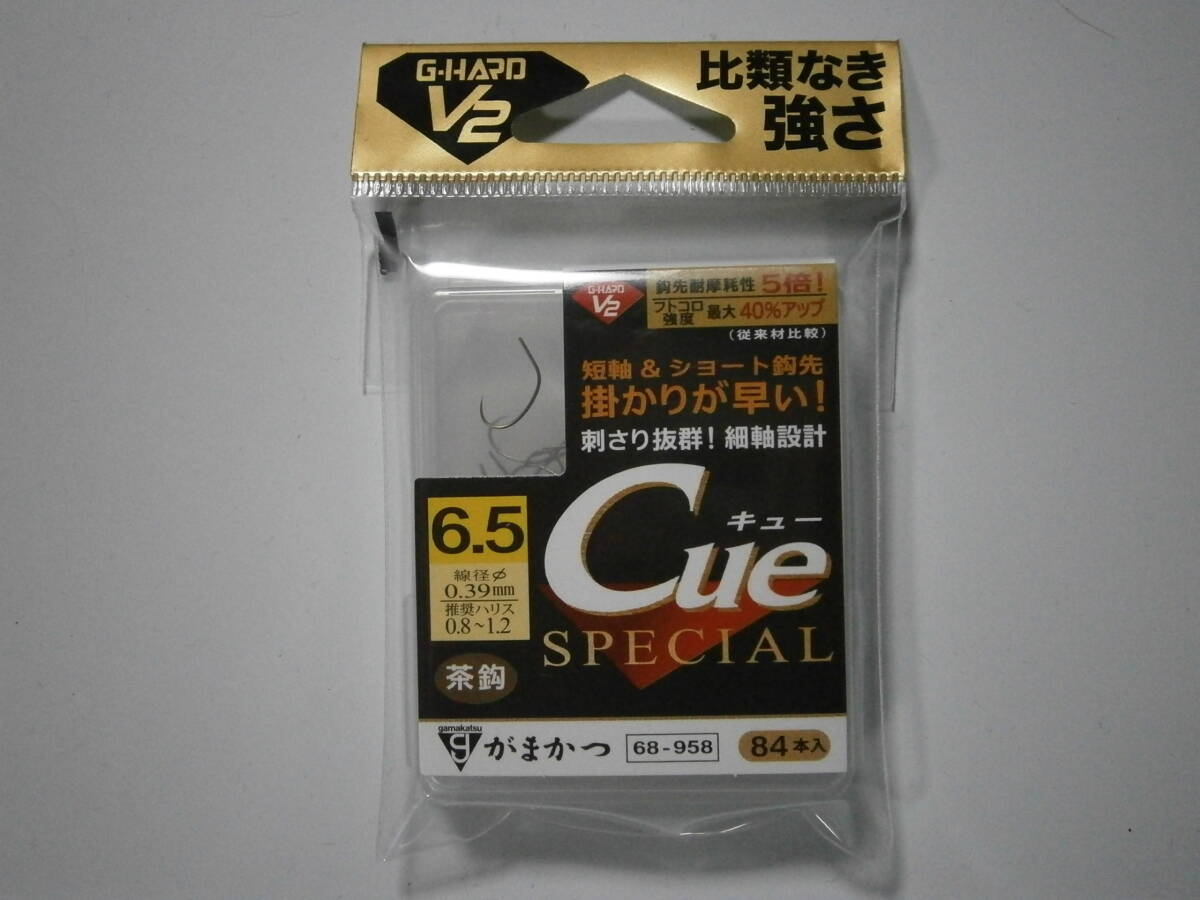 G-HARD
V2
比類なき
強さ
G-HARD
V2
鈎先耐摩耗性 5倍！
フトコロ強度 最大 40%アップ
（従来材比較）
短軸 & ショート鈎先
掛かりが早い！
刺さり抜群！ 細軸設計
キュー
Cue
SPECIAL
6.5
線径φ
0.39mm
推奨ハリス
0.8~1.2
茶鈎
gamakatsu
がまかつ
68-958
84本入